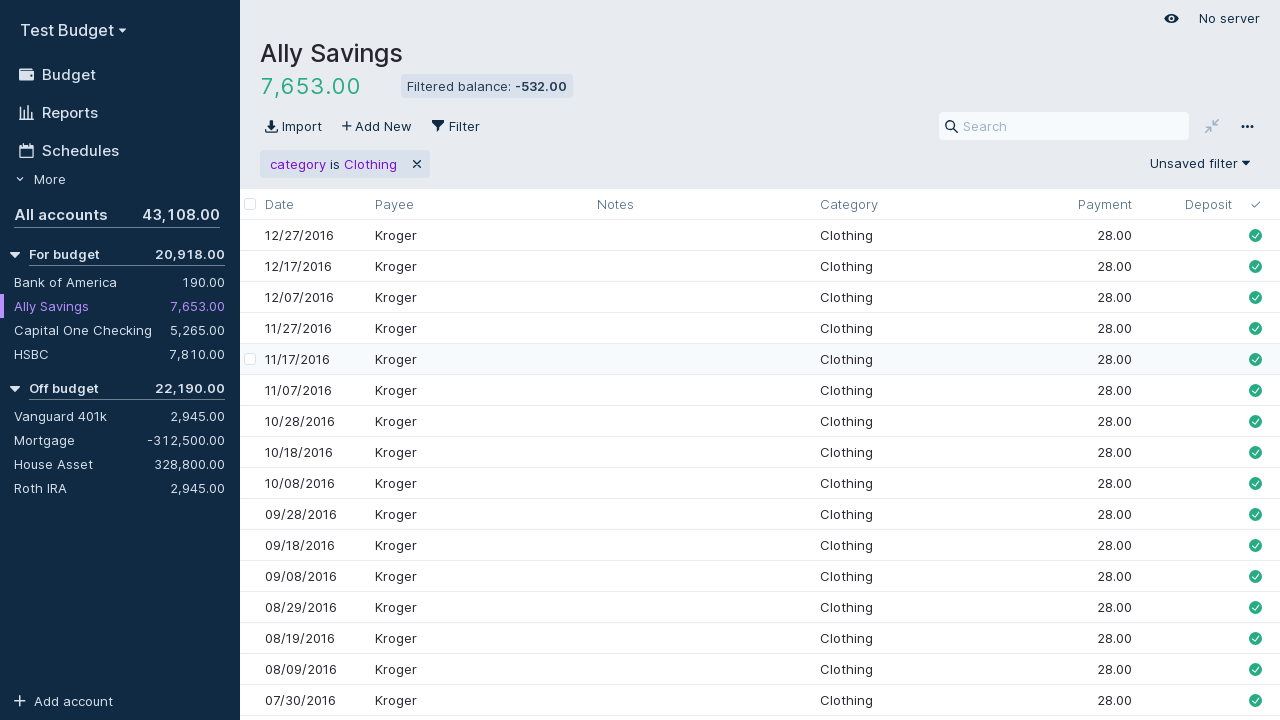 Test Budget
Budget
Reports
Schedules
More
All accounts 43,108.00
For budget 20,918.00
Bank of America 190.00
Ally Savings 7,653.00
Capital One Checking 5,265.00
HSBC 7,810.00
Off budget 22,190.00
Vanguard 401k 2,945.00
Mortgage -312,500.00
House Asset 328,800.00
Roth IRA 2,945.00
Add account
No server
Ally Savings
7,653.00 Filtered balance: -532.00
Import Add New Filter Search
category is Clothing Unsaved filter
Date Payee Notes Category Payment Deposit
12/27/2016 Kroger Clothing 28.00
12/17/2016 Kroger Clothing 28.00
12/07/2016 Kroger Clothing 28.00
11/27/2016 Kroger Clothing 28.00
11/17/2016 Kroger Clothing 28.00
11/07/2016 Kroger Clothing 28.00
10/28/2016 Kroger Clothing 28.00
10/18/2016 Kroger Clothing 28.00
10/08/2016 Kroger Clothing 28.00
09/28/2016 Kroger Clothing 28.00
09/18/2016 Kroger Clothing 28.00
09/08/2016 Kroger Clothing 28.00
08/29/2016 Kroger Clothing 28.00
08/19/2016 Kroger Clothing 28.00
08/09/2016 Kroger Clothing 28.00
07/30/2016 Kroger Clothing 28.00